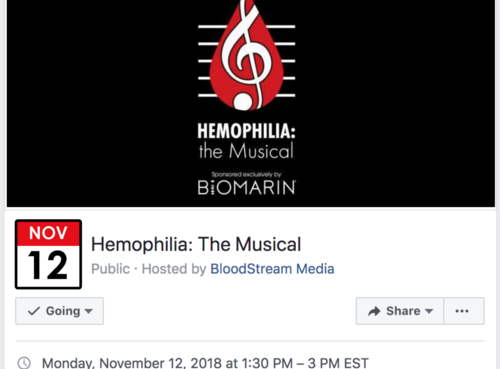 HEMOPHILIA:
the Musical
Sponsored exclusively by
BIOMARIN
NOV
12
Hemophilia: The Musical
Public · Hosted by BloodStream Media
Going
Share
Monday, November 12, 2018 at 1:30 PM – 3 PM EST